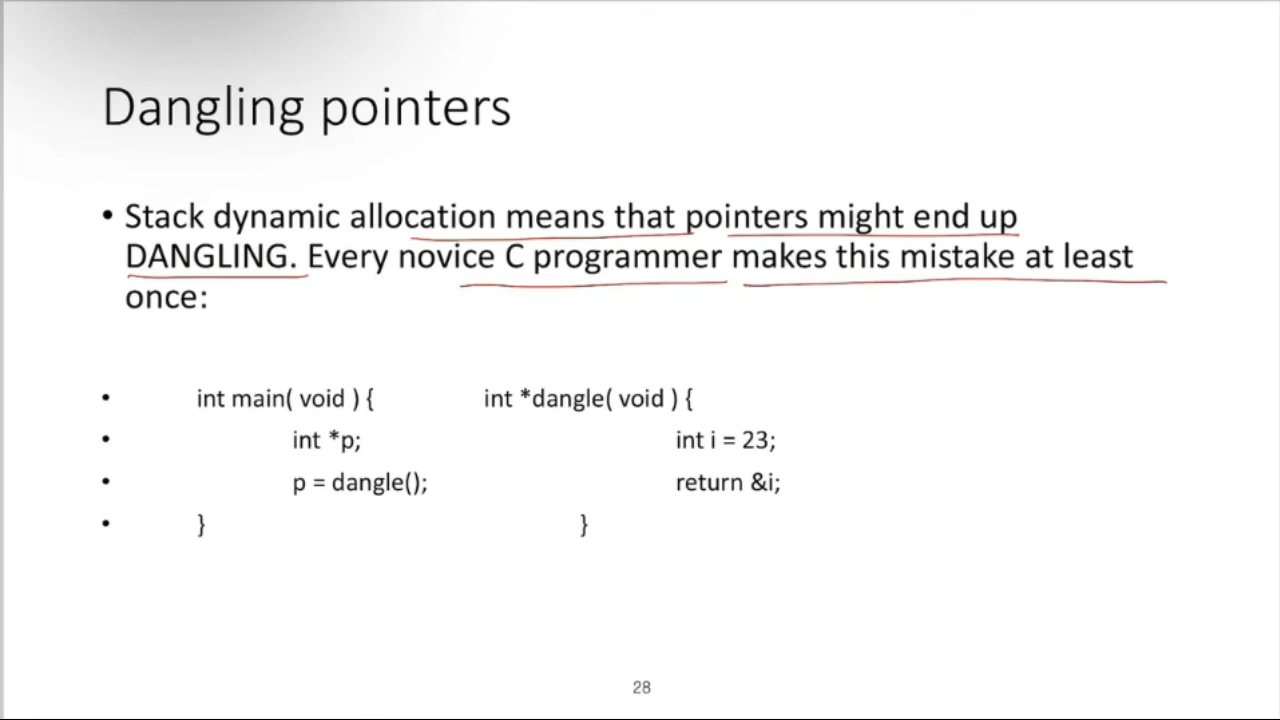 Dangling pointers
• Stack dynamic allocation means that pointers might end up
DANGLING. Every novice C programmer makes this mistake at least
once:
• int main( void ) { int *dangle( void ) {
• int *p; int i = 23;
• p = dangle(); return &i;
• } }
28